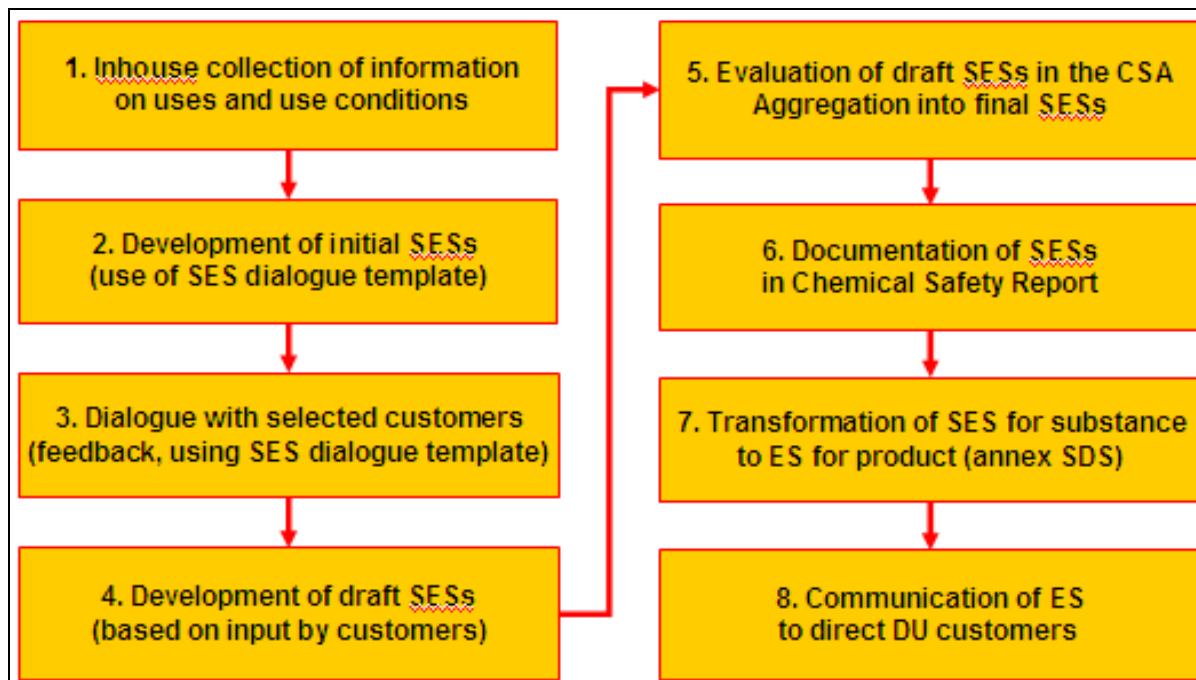 1. Inhouse collection of information
on uses and use conditions
2. Development of initial SESs
(use of SES dialogue template)
3. Dialogue with selected customers
(feedback, using SES dialogue template)
4. Development of draft SESs
(based on input by customers)
5. Evaluation of draft SESs in the CSA
Aggregation into final SESs
6. Documentation of SESs
in Chemical Safety Report
7. Transformation of SES for substance
to ES for product (annex SDS)
8. Communication of ES
to direct DU customers